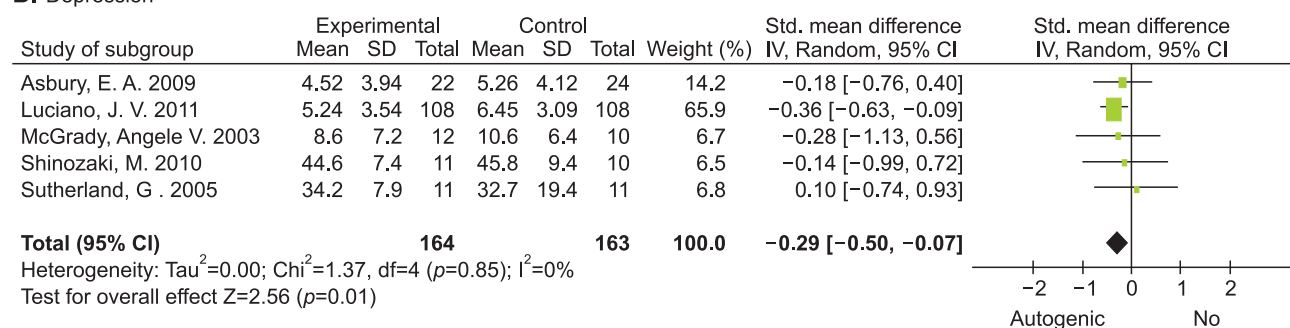 B. Depression
Experimental Control Std. mean difference Std. mean difference
Study of subgroup Mean SD Total Mean SD Total Weight (%) IV, Random, 95% CI IV, Random, 95% CI
Asbury, E. A. 2009 4.52 3.94 22 5.26 4.12 24 14.2 −0.18 [−0.76, 0.40]
Luciano, J. V. 2011 5.24 3.54 108 6.45 3.09 108 65.9 −0.36 [−0.63, −0.09]
McGrady, Angele V. 2003 8.6 7.2 12 10.6 6.4 10 6.7 −0.28 [−1.13, 0.56]
Shinozaki, M. 2010 44.6 7.4 11 45.8 9.4 10 6.5 −0.14 [−0.99, 0.72]
Sutherland, G . 2005 34.2 7.9 11 32.7 19.4 11 6.8 0.10 [−0.74, 0.93]
Total (95% CI) 164 163 100.0 −0.29 [−0.50, −0.07]
Heterogeneity: Tau²=0.00; Chi²=1.37, df=4 (p=0.85); I²=0%
Test for overall effect Z=2.56 (p=0.01)
−2 −1 0 1 2
Autogenic No